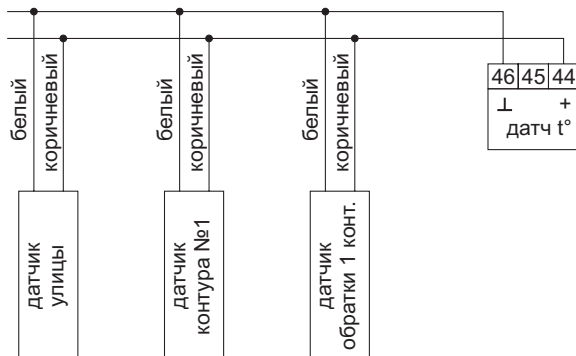 белый
коричневый
белый
коричневый
белый
коричневый
46 45 44
⊥ +
датч t°
датчик
улицы
датчик
контура №1
датчик
обратки 1 конт.